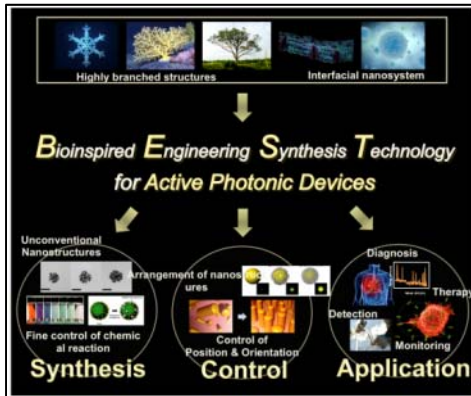 Highly branched structures
Interfacial nanosystem
Bioinspired Engineering Synthesis Technology
for Active Photonic Devices
Unconventional
Nanostructures
Fine control of chemic
al reaction
Synthesis
Arrangement of nanostruct
ures
Control of
Position & Orientation
Control
Diagnosis
Therapy
Detection
Monitoring
Application